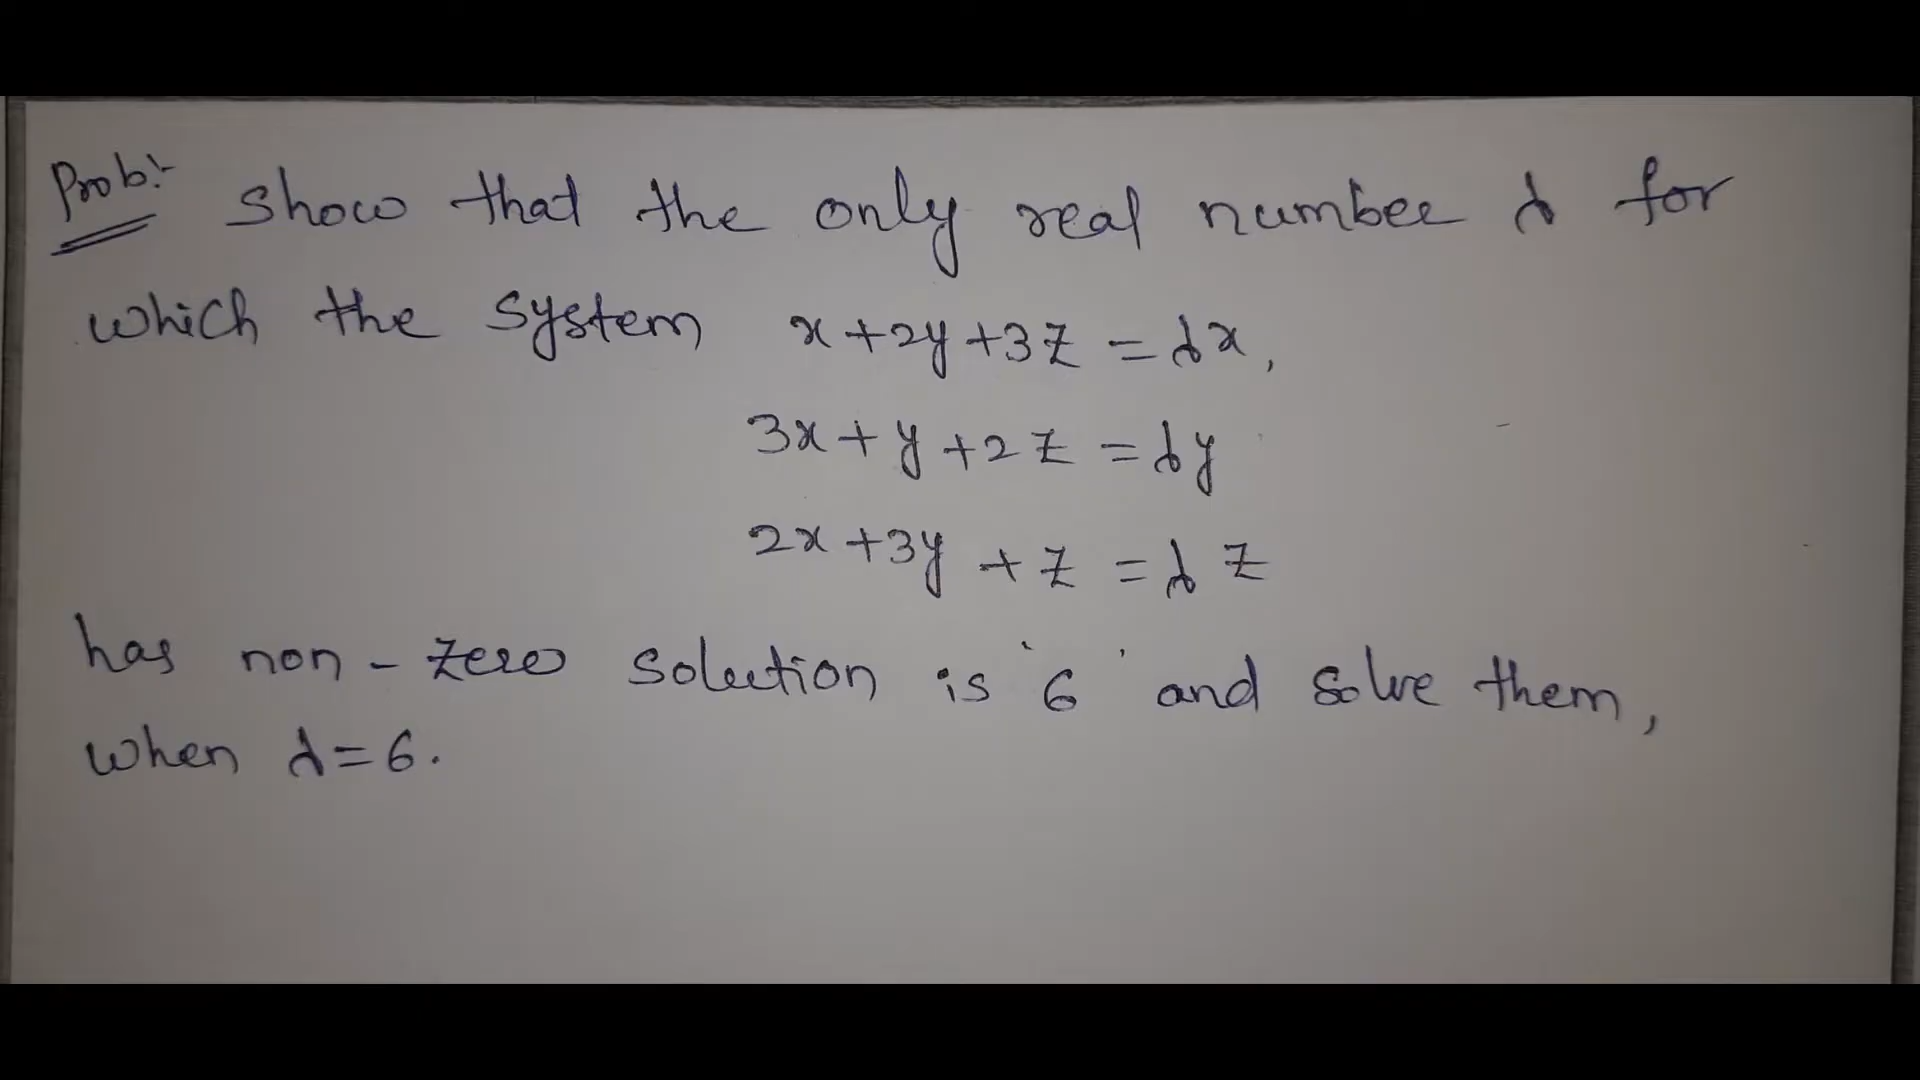 Prob:- Show that the only real number λ for
which the system x+2y+3z = λx,
3x+y+2z = λy
2x+3y+z = λz
has non-zero solution is '6' and solve them,
when λ=6.